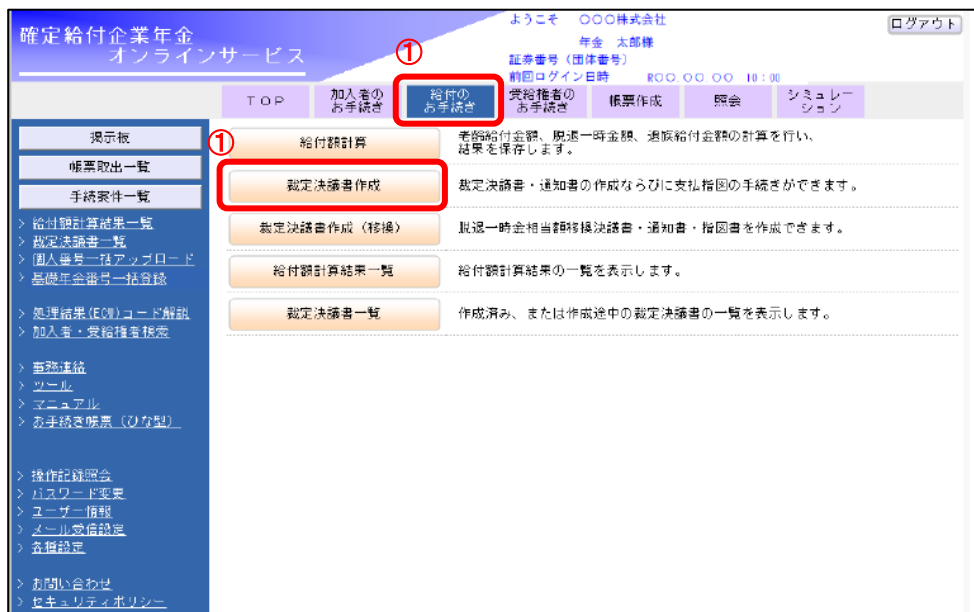 確定給付企業年金
オンラインサービス
ようこそ 〇〇〇株式会社
年金 太郎様
証券番号（団体番号）
前回ログイン日時 R〇〇.〇〇.〇〇 10:00
ログアウト
①
TOP
加入者の
お手続き
給付の
お手続き
受給権者の
お手続き
帳票作成
照会
シミュレー
ション
掲示板
帳票取出一覧
手続案件一覧
> 給付額計算結果一覧
> 裁定決議書一覧
> 個人番号一括アップロード
> 基礎年金番号一括登録
> 処理結果(ECM)コード解説
> 加入者・受給権者検索
> 事務連絡
> ツール
> マニュアル
> お手続き帳票（ひな型）
> 操作記録照会
> パスワード変更
> ユーザー情報
> メール受信設定
> 各種設定
> お問い合わせ
> セキュリティポリシー
①
給付額計算
老齢給付金額、脱退一時金額、遺族給付金額の計算を行い、
結果を保存します。
裁定決議書作成
裁定決議書・通知書の作成ならびに支払指図の手続きができます。
裁定決議書作成（移換）
脱退一時金相当額移換決議書・通知書・指図書を作成できます。
給付額計算結果一覧
給付額計算結果の一覧を表示します。
裁定決議書一覧
作成済み、または作成途中の裁定決議書の一覧を表示します。